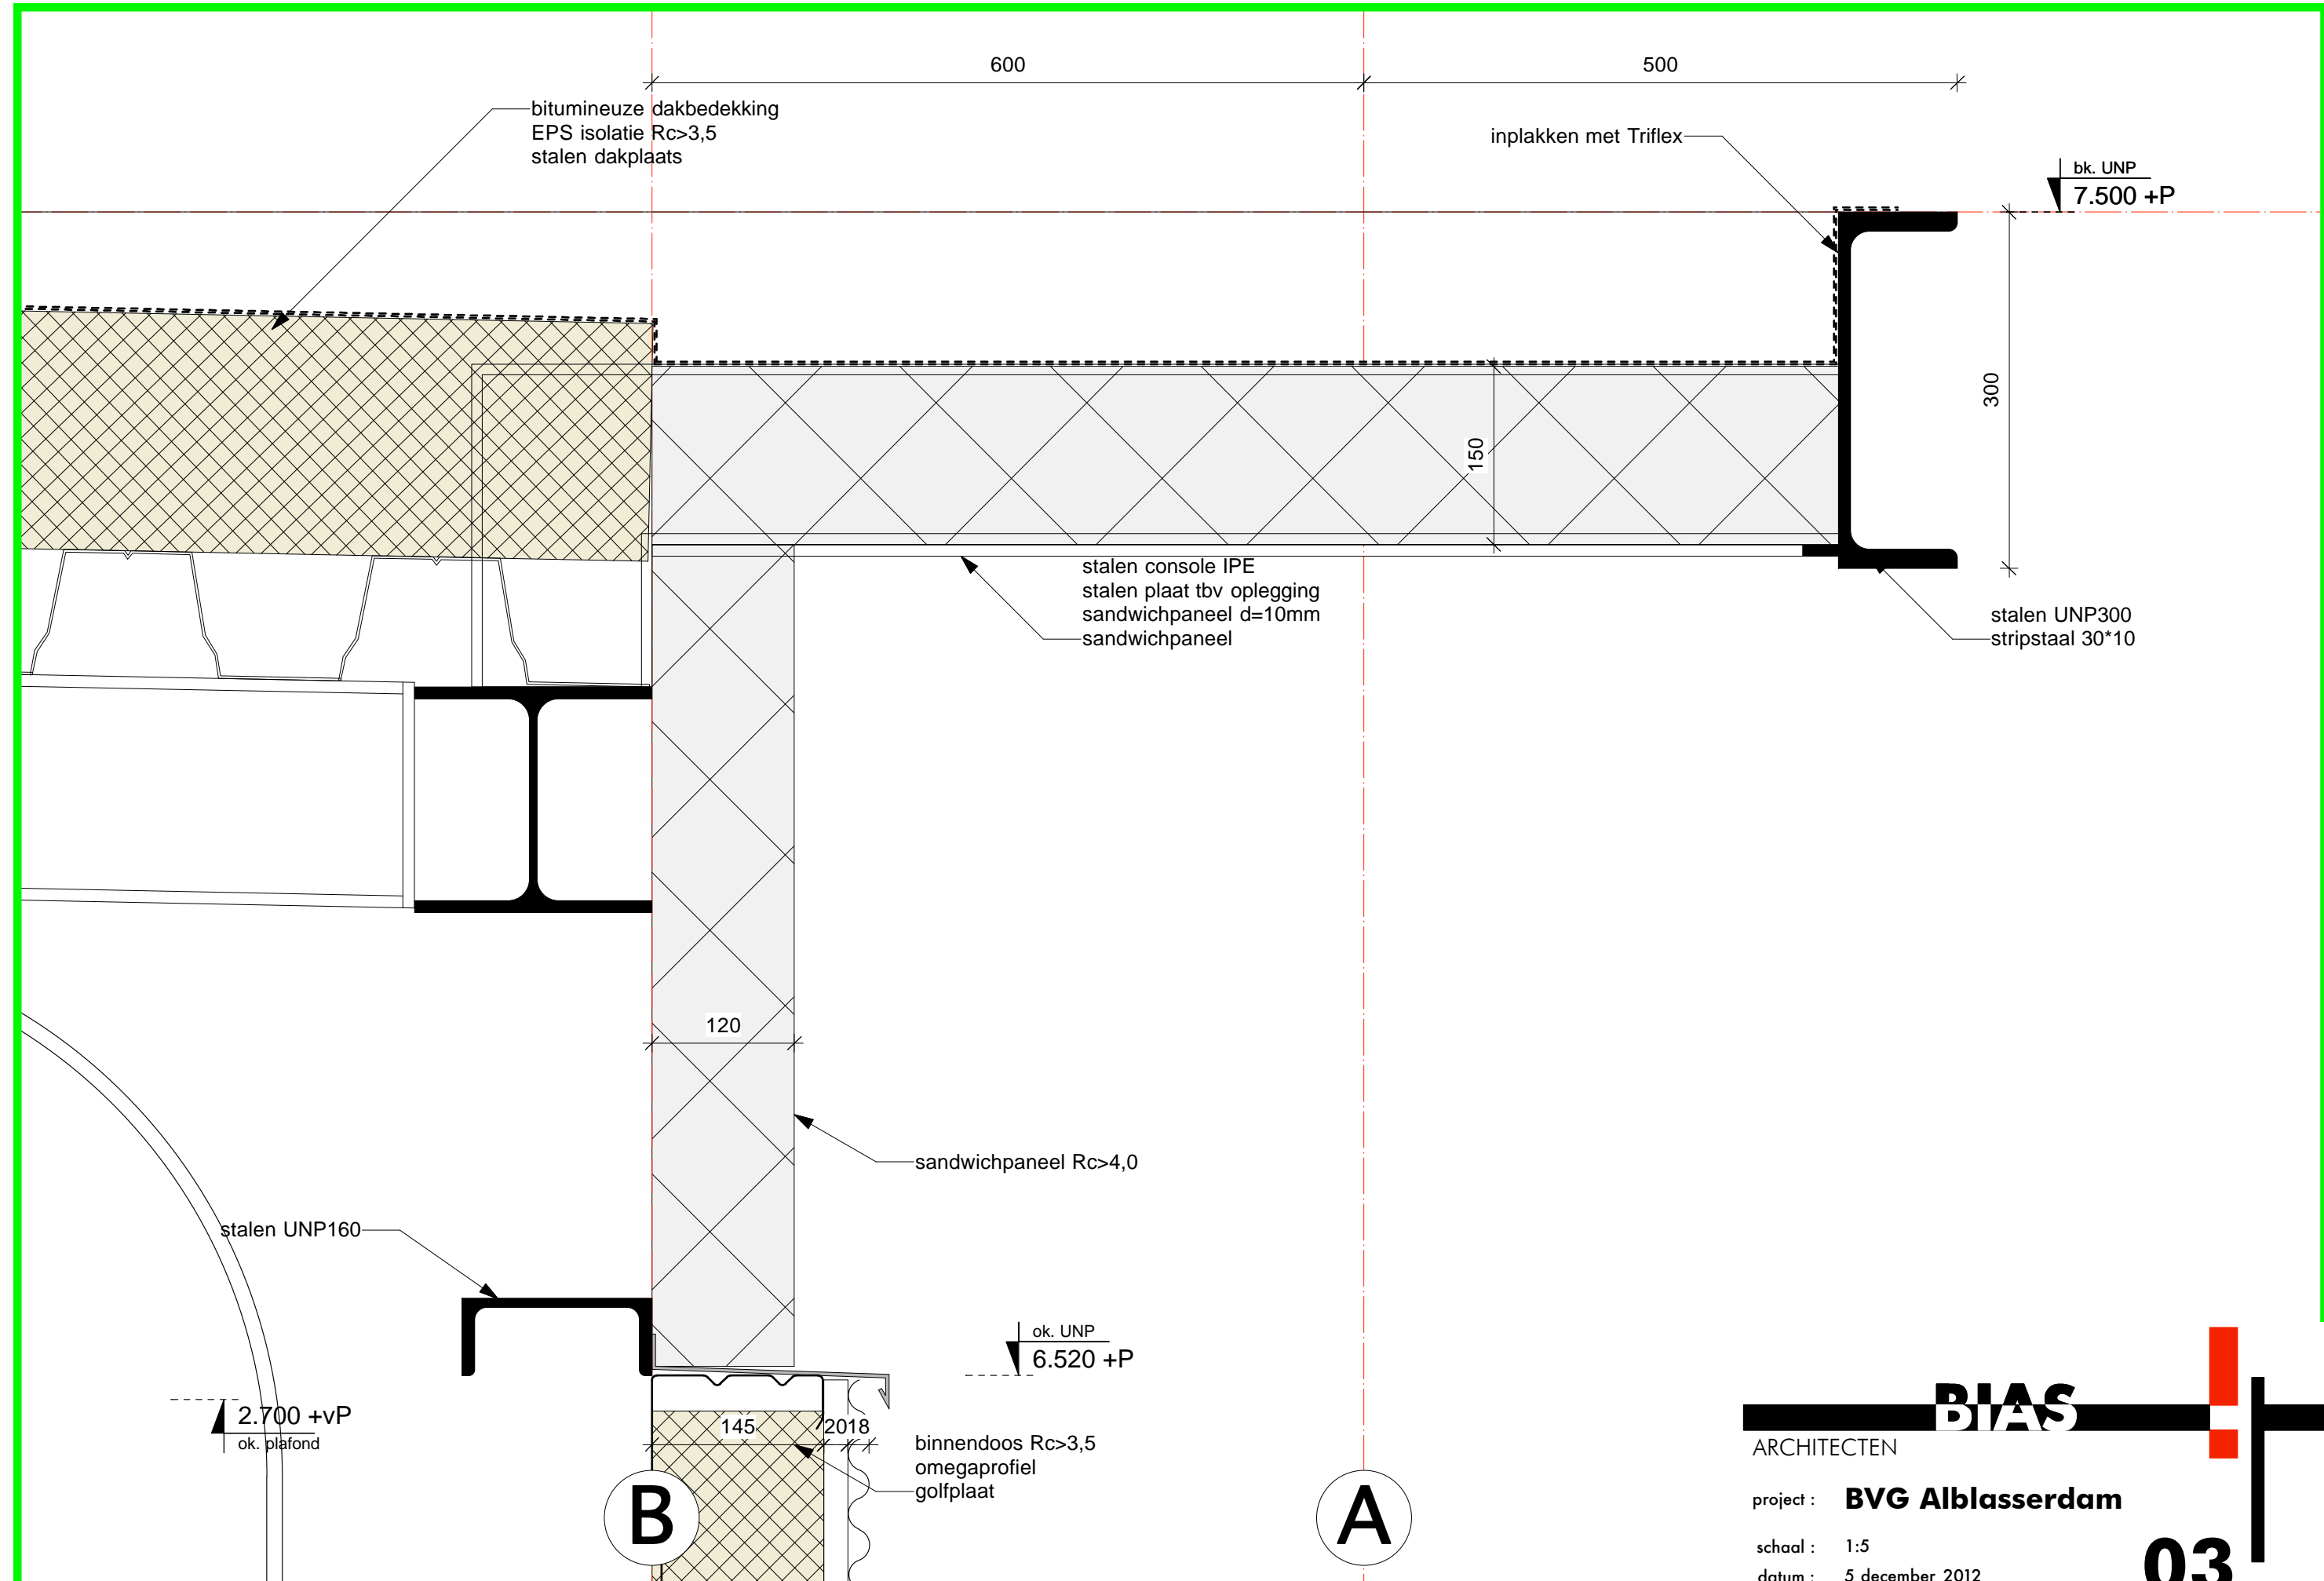 600
500
bitumineuze dakbedekking
EPS isolatie Rc>3,5
stalen dakplaats
inplakken met Triflex
bk. UNP
7.500 +P
300
150
stalen console IPE
stalen plaat tbv oplegging
sandwichpaneel d=10mm
sandwichpaneel
stalen UNP300
stripstaal 30*10
120
sandwichpaneel Rc>4,0
stalen UNP160
ok. UNP
6.520 +P
2.700 +vP
ok. plafond
145
2018
binnendoos Rc>3,5
omegaprofiel
golfplaat
B
A
BIAS
ARCHITECTEN
project : BVG Alblasserdam
schaal : 1:5
datum : 5 december 2012
03